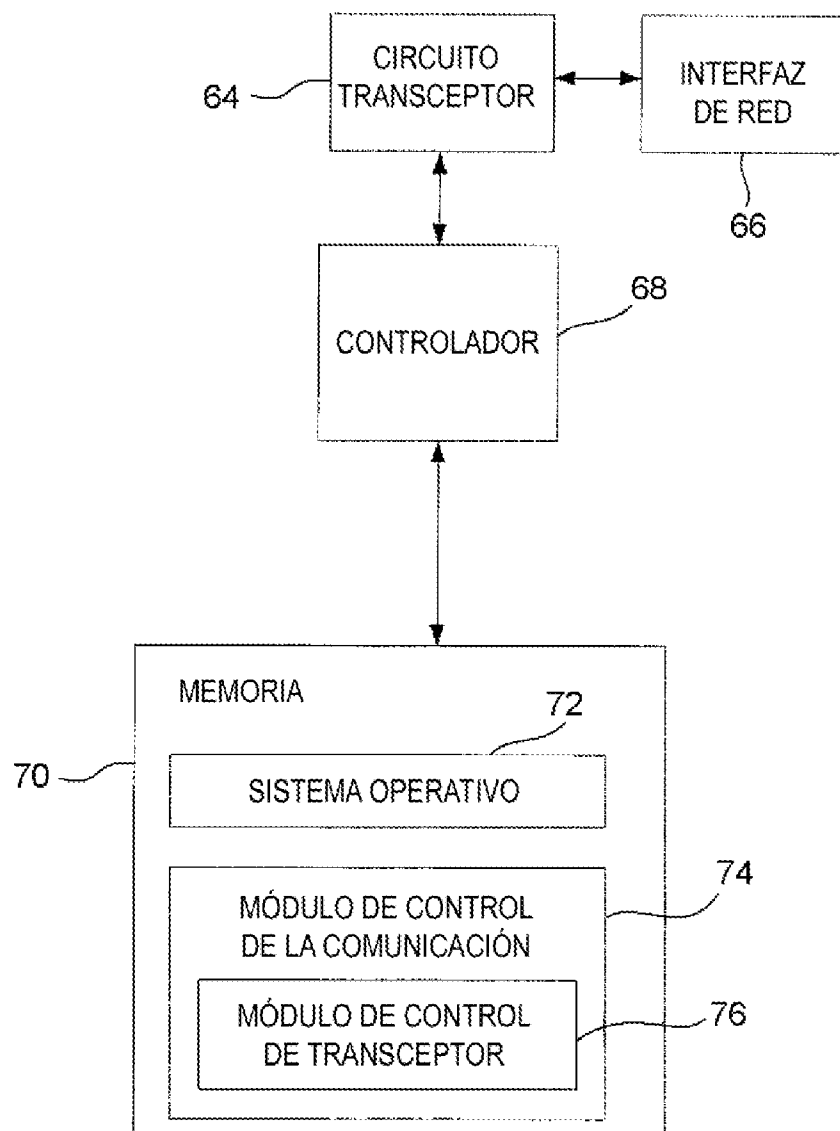 CIRCUITO
TRANSCEPTOR
64
INTERFAZ
DE RED
66
68
CONTROLADOR
MEMORIA
72
70
SISTEMA OPERATIVO
74
MÓDULO DE CONTROL
DE LA COMUNICACIÓN
MÓDULO DE CONTROL
DE TRANSCEPTOR
76